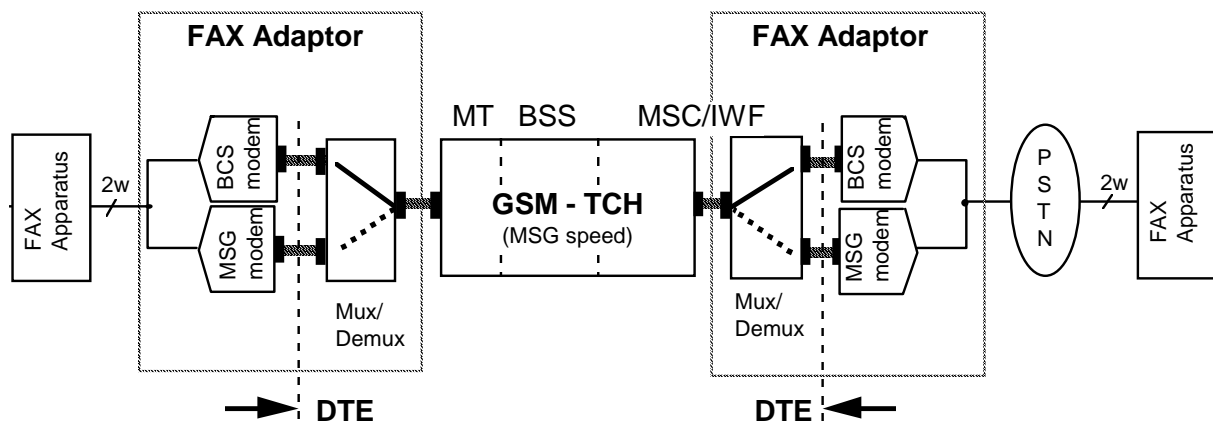 FAX Adaptor
FAX Adaptor
MT BSS MSC/IWF
FAX
Apparatus
2w
BCS
modem
MSG
modem
Mux/
Demux
GSM - TCH
(MSG speed)
Mux/
Demux
BCS
modem
MSG
modem
PSTN
2w
FAX
Apparatus
DTE
DTE